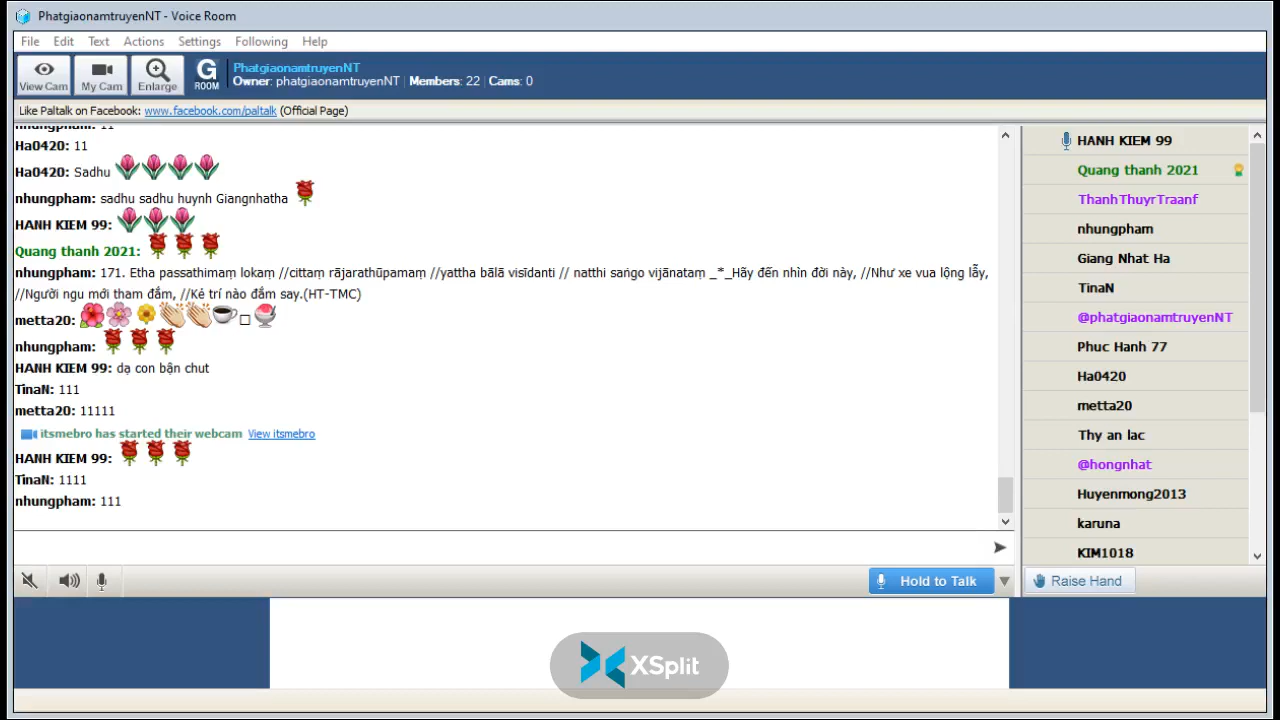 PhatgiaonamtruyenNT - Voice Room
File Edit Text Actions Settings Following Help
View Cam My Cam Enlarge G ROOM PhatgiaonamtruyenNT
Owner: phatgiaonamtruyenNT | Members: 22 | Cams: 0
Like Paltalk on Facebook: www.facebook.com/paltalk (Official Page)
nhungpham: 11
Ha0420: 11
Ha0420: Sadhu
nhungpham: sadhu sadhu huynh Giangnhatha
HANH KIEM 99:
Quang thanh 2021:
nhungpham: 171. Etha passathimaṃ lokaṃ //cittaṃ rājarathūpamaṃ //yattha bālā visīdanti // natthi saṅgo vijānataṃ _*_Hãy đến nhìn đời này, //Như xe vua lộng lẫy,
//Người ngu mới tham đắm, //Kẻ trí nào đắm say.(HT-TMC)
metta20:
nhungpham:
HANH KIEM 99: dạ con bận chut
TinaN: 111
metta20: 11111
itsmebro has started their webcam View itsmebro
HANH KIEM 99:
TinaN: 1111
nhungpham: 111
HANH KIEM 99
Quang thanh 2021
ThanhThuyrTraanf
nhungpham
Giang Nhat Ha
TinaN
@phatgiaonamtruyenNT
Phuc Hanh 77
Ha0420
metta20
Thy an lac
@hongnhat
Huyenmong2013
karuna
KIM1018
Hold to Talk
Raise Hand
XSplit